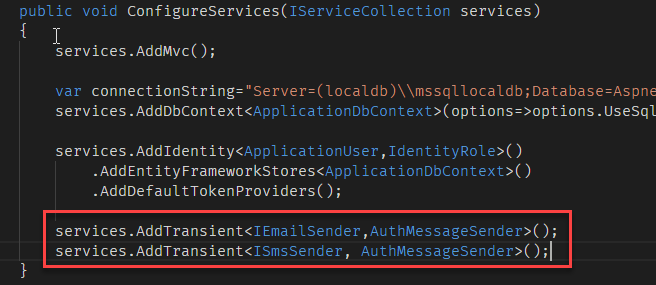 public void ConfigureServices(IServiceCollection services)
{
services.AddMvc();
var connectionString="Server=(localdb)\\mssqllocaldb;Database=Aspne
services.AddDbContext<ApplicationDbContext>(options=>options.UseSql
services.AddIdentity<ApplicationUser,IdentityRole>()
.AddEntityFrameworkStores<ApplicationDbContext>()
.AddDefaultTokenProviders();
services.AddTransient<IEmailSender,AuthMessageSender>();
services.AddTransient<ISmsSender, AuthMessageSender>();
}